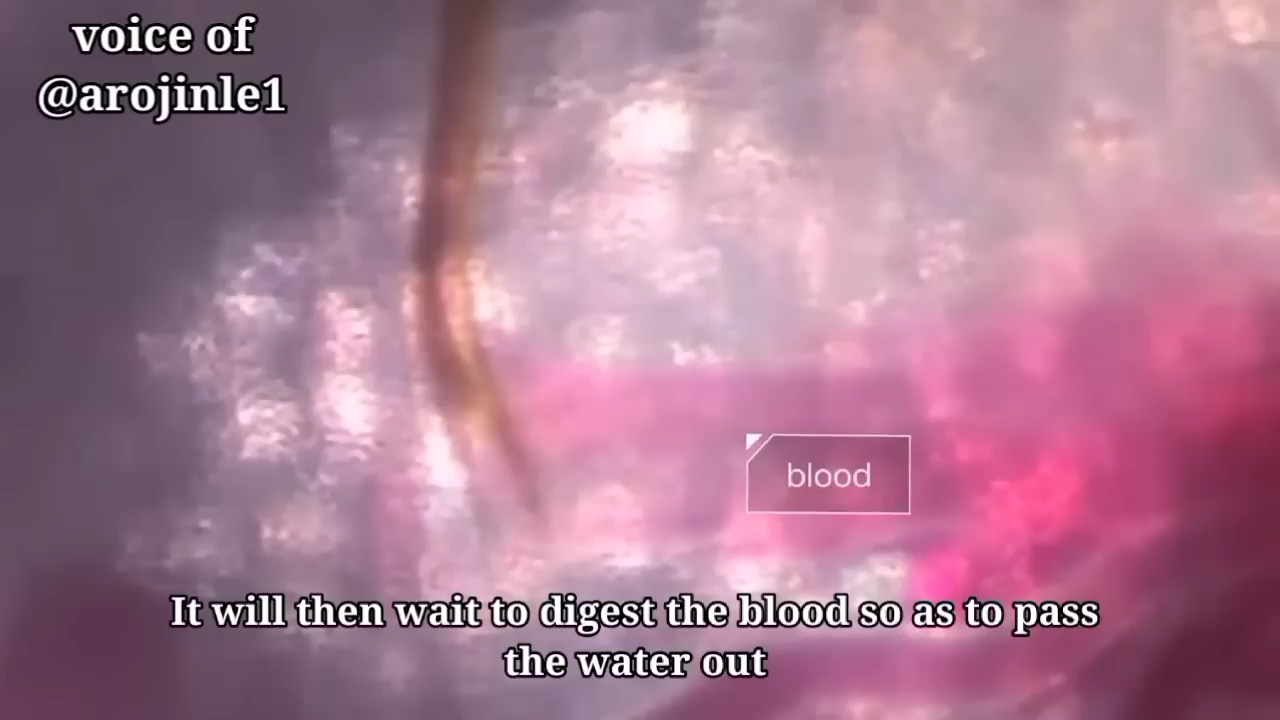 voice of
@arojinle1
blood
It will then wait to digest the blood so as to pass
the water out